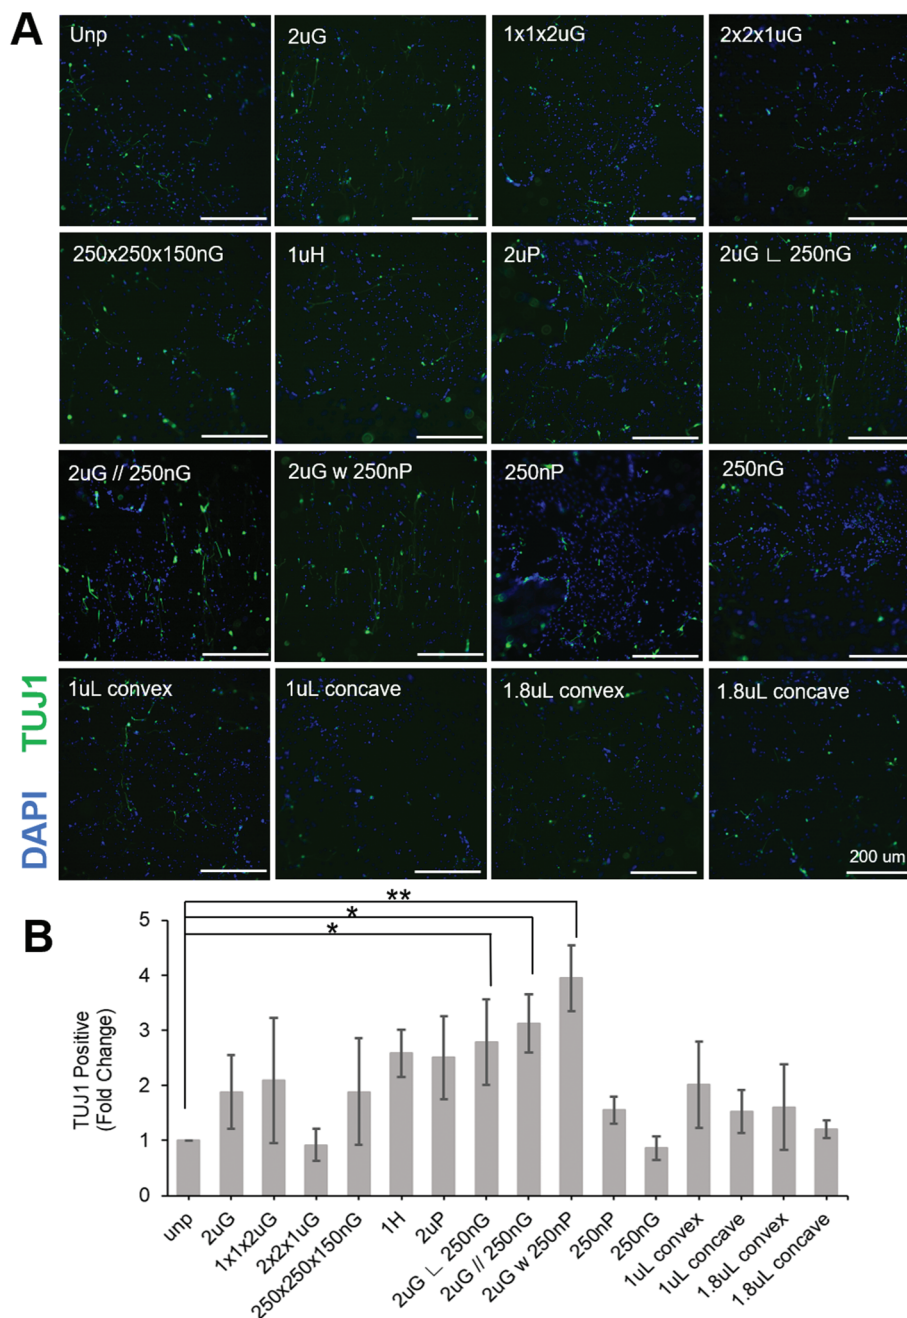 A
Unp
2uG
1x1x2uG
2x2x1uG
250x250x150nG
1uH
2uP
2uG ∟ 250nG
2uG // 250nG
2uG w 250nP
250nP
250nG
1uL convex
1uL concave
1.8uL convex
1.8uL concave
200 um
DAPI TUJ1
B
**
*
*
TUJ1 Positive
(Fold Change)
5
4
3
2
1
0
unp
2uG
1x1x2uG
2x2x1uG
250x250x150nG
1H
2uP
2uG ∟ 250nG
2uG // 250nG
2uG w 250nP
250nP
250nG
1uL convex
1uL concave
1.8uL convex
1.8uL concave